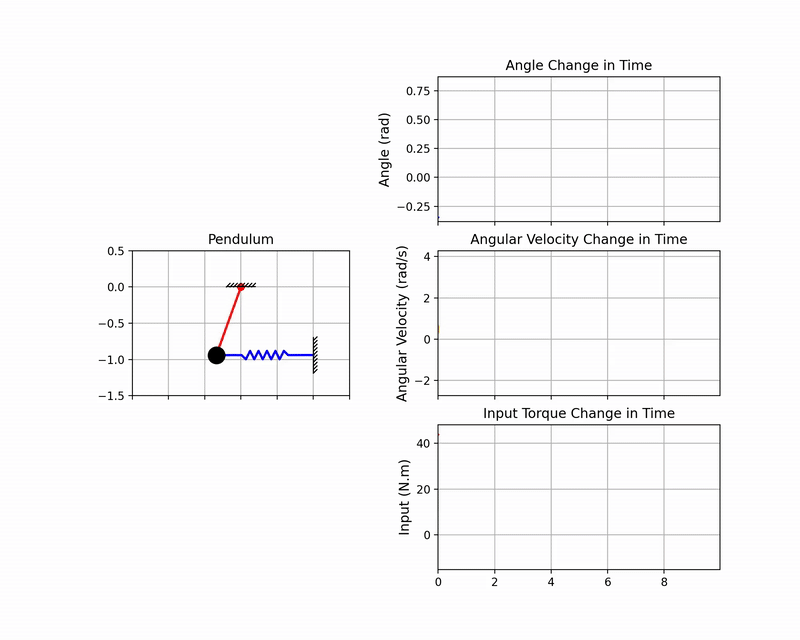 Angle Change in Time
0.75
0.50
0.25
0.00
−0.25
Angle (rad)
Pendulum
0.5
0.0
−0.5
−1.0
−1.5
Angular Velocity Change in Time
4
2
0
−2
Angular Velocity (rad/s)
Input Torque Change in Time
40
20
0
Input (N.m)
0 2 4 6 8